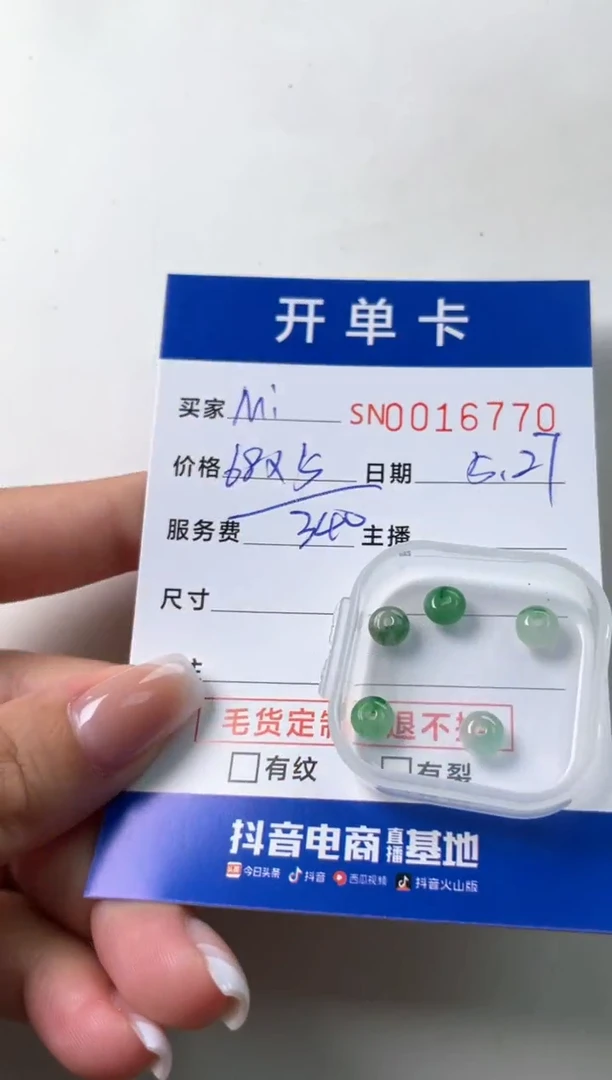 开单卡
买家 Mi SN0016770
价格 68x5 日期 5.27
服务费 340 主播
尺寸
毛货定制 退不
有纹 有裂
抖音电商直播基地
今日头条 抖音 西瓜视频 抖音火山版